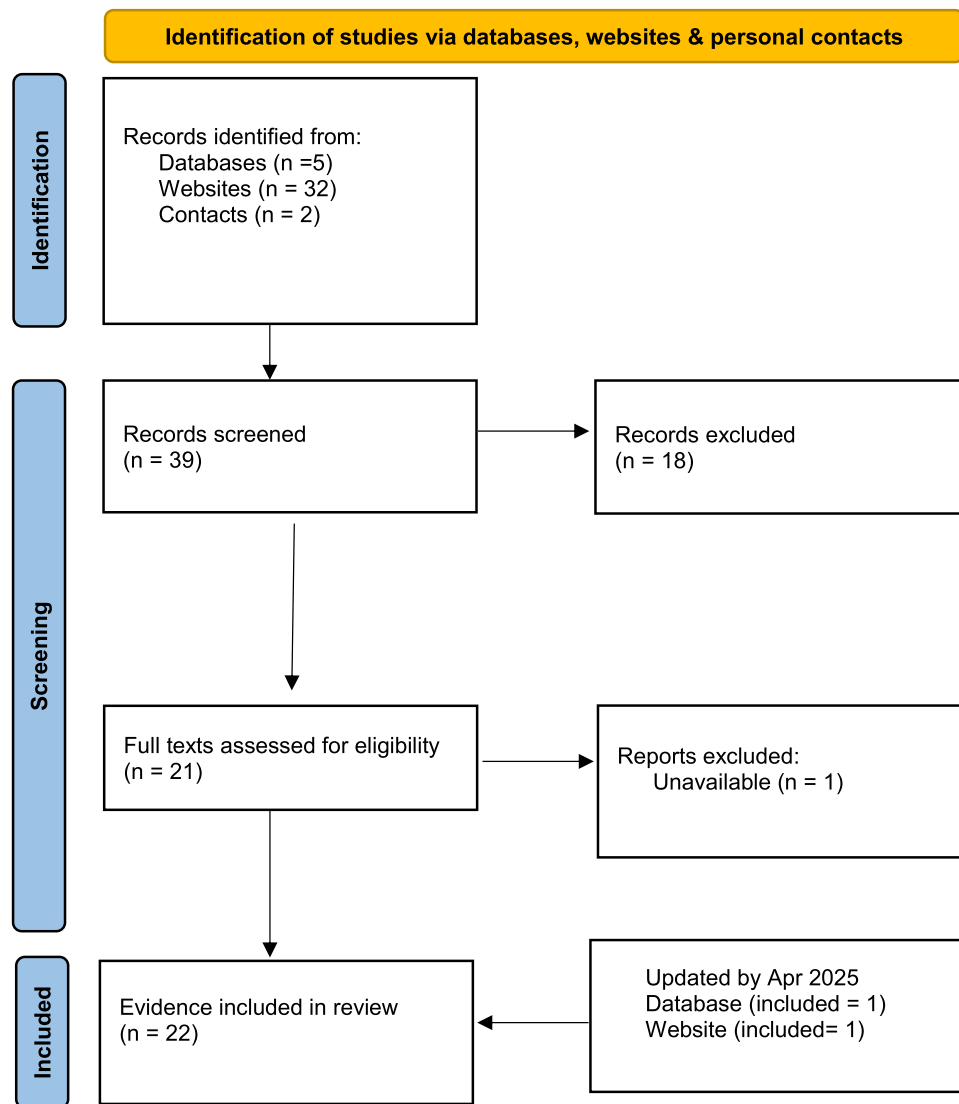 Identification of studies via databases, websites & personal contacts
Identification
Records identified from:
Databases (n =5)
Websites (n = 32)
Contacts (n = 2)
Screening
Records screened
(n = 39)
Records excluded
(n = 18)
Full texts assessed for eligibility
(n = 21)
Reports excluded:
Unavailable (n = 1)
Included
Evidence included in review
(n = 22)
Updated by Apr 2025
Database (included = 1)
Website (included= 1)